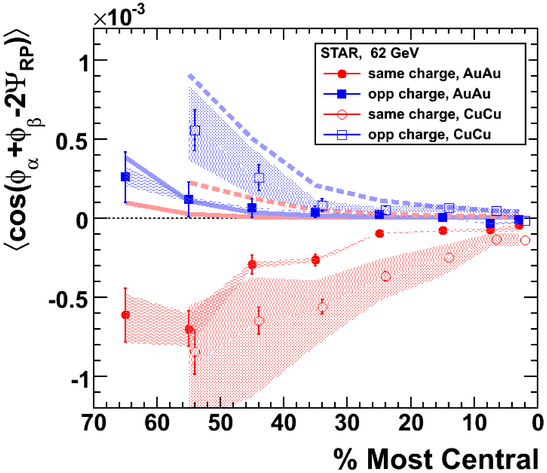 ×10⁻³
⟨cos(ϕα+ϕβ-2ΨRP)⟩
STAR, 62 GeV
same charge, AuAu
opp charge, AuAu
same charge, CuCu
opp charge, CuCu
1
0.5
0
-0.5
-1
70 60 50 40 30 20 10 0
% Most Central